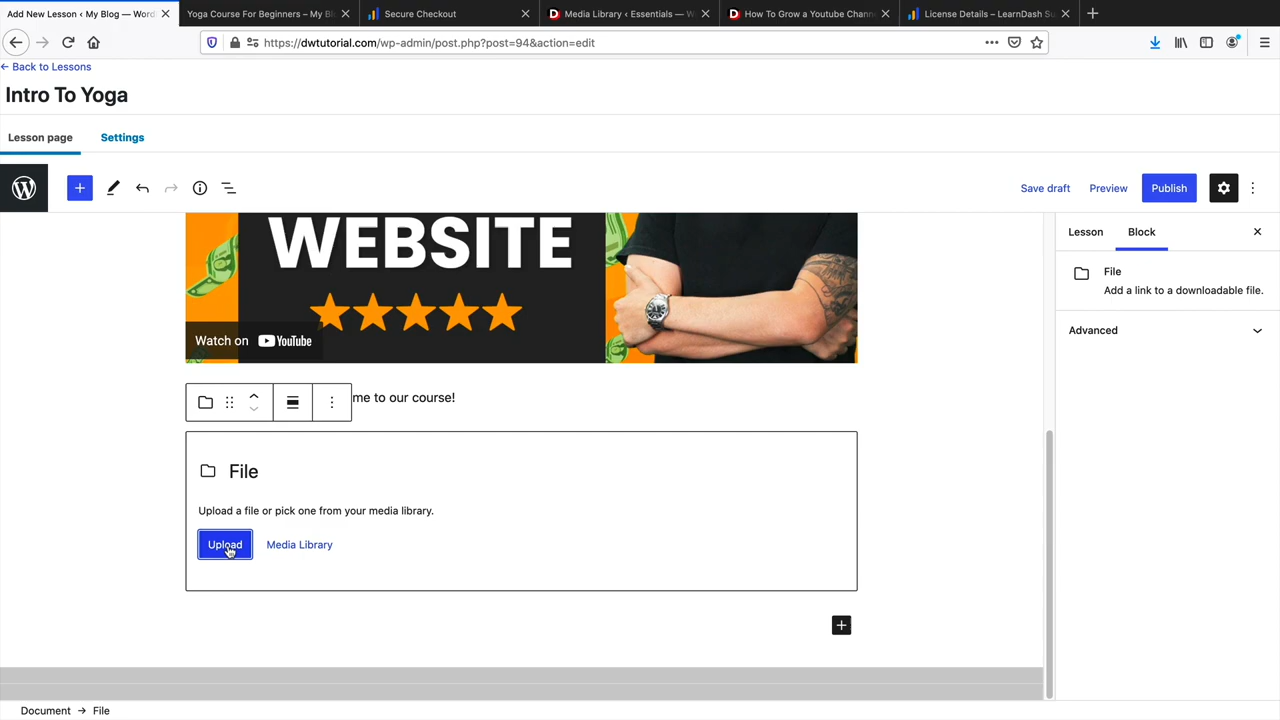 Add New Lesson ‹ My Blog — Word
Yoga Course For Beginners – My Bl
Secure Checkout
Media Library ‹ Essentials — W
How To Grow a Youtube Chann
License Details – LearnDash Su
https://dwtutorial.com/wp-admin/post.php?post=94&action=edit
← Back to Lessons
Intro To Yoga
Lesson page
Settings
Save draft
Preview
Publish
WEBSITE
Watch on YouTube
Lesson
Block
File
Add a link to a downloadable file.
Advanced
me to our course!
File
Upload a file or pick one from your media library.
Upload
Media Library
Document → File